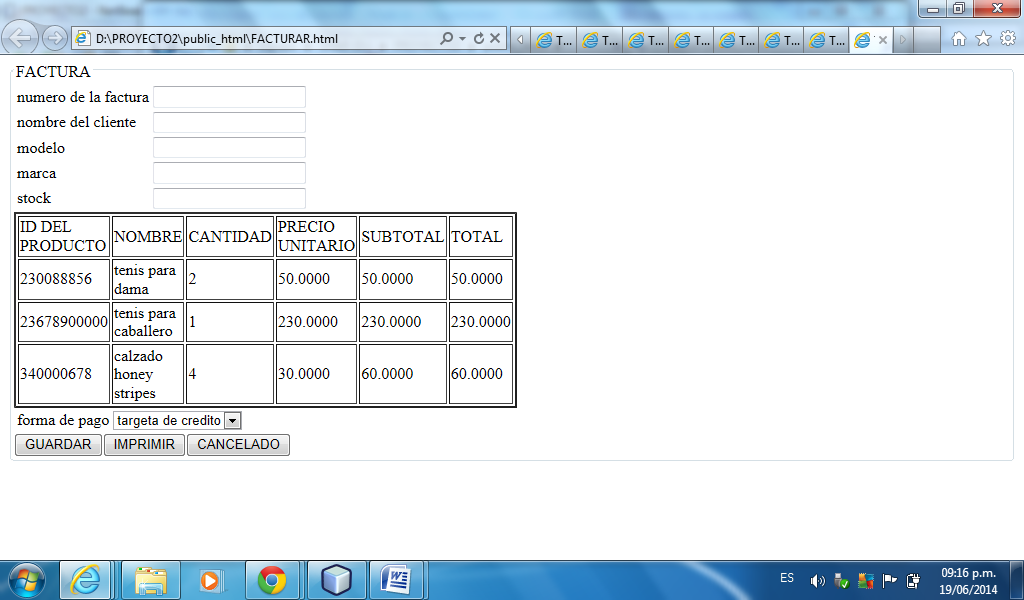 D:\PROYECTO2\public_html\FACTURAR.html
T...
T...
T...
T...
T...
T...
T...
FACTURA
numero de la factura
nombre del cliente
modelo
marca
stock
ID DEL PRODUCTO NOMBRE CANTIDAD PRECIO UNITARIO SUBTOTAL TOTAL
230088856 tenis para dama 2 50.0000 50.0000 50.0000
23678900000 tenis para caballero 1 230.0000 230.0000 230.0000
340000678 calzado honey stripes 4 30.0000 60.0000 60.0000
forma de pago targeta de credito
GUARDAR IMPRIMIR CANCELADO
ES
09:16 p.m.
19/06/2014